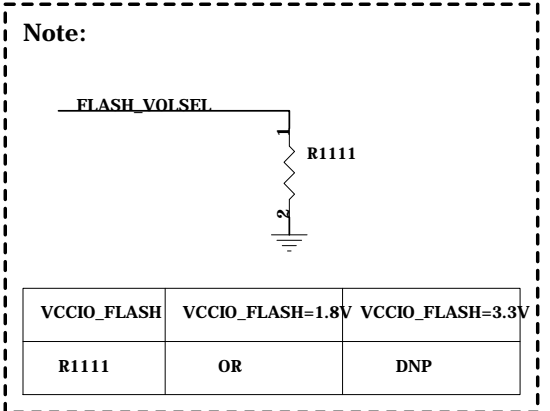 Note:
FLASH_VOLSEL
1
R1111
2
VCCIO_FLASH VCCIO_FLASH=1.8V VCCIO_FLASH=3.3V
R1111 OR DNP